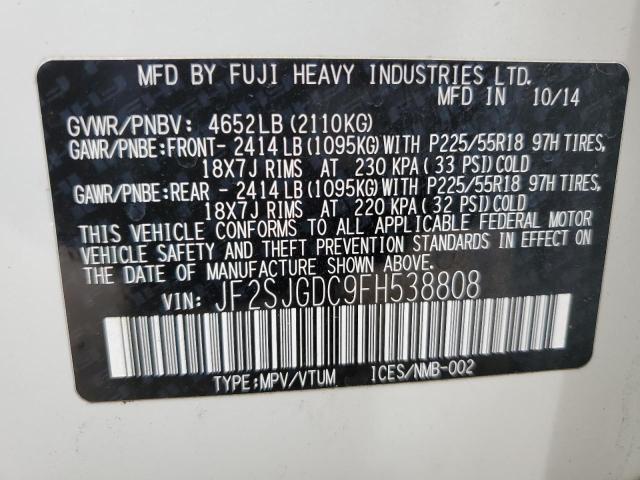 MFD BY FUJI HEAVY INDUSTRIES LTD.
MFD IN 10/14
GVWR/PNBV: 4652LB(2110KG)
GAWR/PNBE:FRONT- 2414LB(1095KG)WITH P225/55R18 97H TIRES,
18X7J RIMS AT 230 KPA(33 PSI)COLD
GAWR/PNBE:REAR - 2414LB(1095KG)WITH P225/55R18 97H TIRES,
18X7J RIMS AT 220 KPA(32 PSI)COLD
THIS VEHICLE CONFORMS TO ALL APPLICABLE FEDERAL MOTOR
VEHICLE SAFETY AND THEFT PREVENTION STANDARDS IN EFFECT ON
THE DATE OF MANUFACTURE SHOWN ABOVE.
VIN: JF2SJGDC9FH538808
TYPE:MPV/VTUM ICES/NMB-002